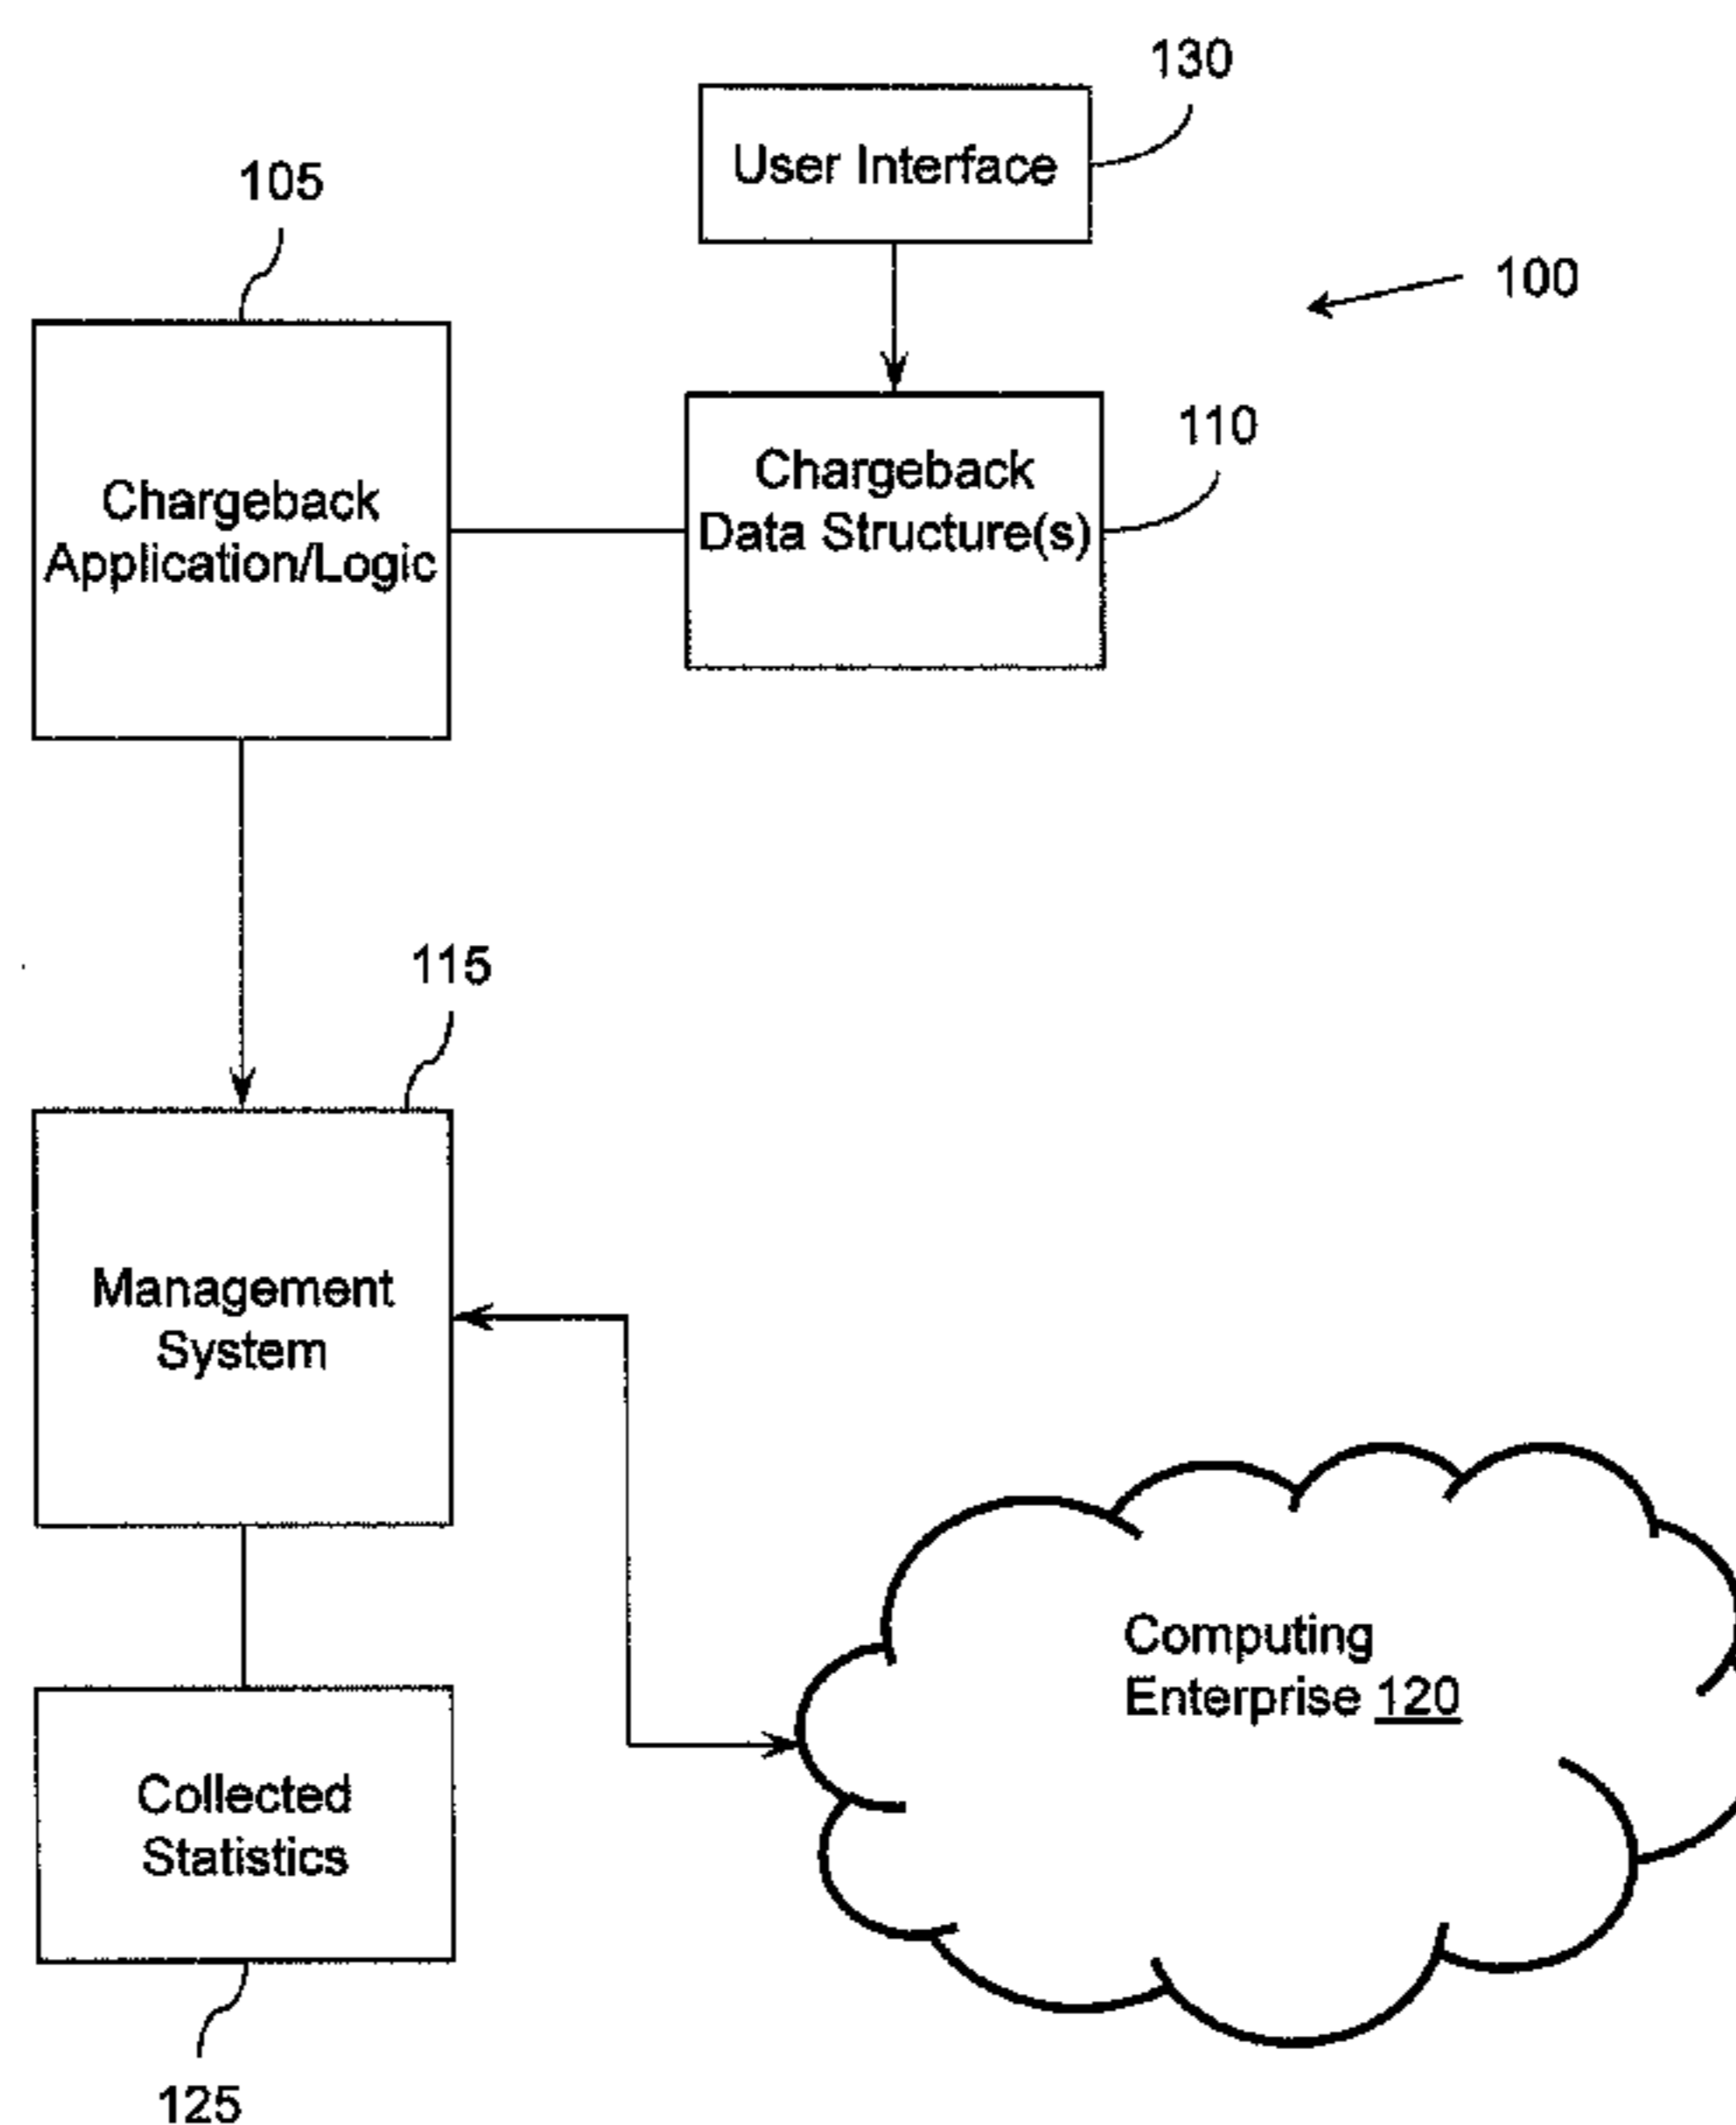 130
User Interface
105
100
110
Chargeback
Data Structure(s)
Chargeback
Application/Logic
115
Management
System
Computing
Enterprise 120
Collected
Statistics
125